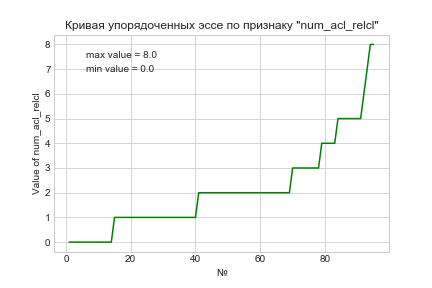 Кривая упорядоченных эссе по признаку "num_acl_relcl"
max value = 8.0
min value = 0.0
Value of num_acl_relcl
8
7
6
5
4
3
2
1
0
0 20 40 60 80
№